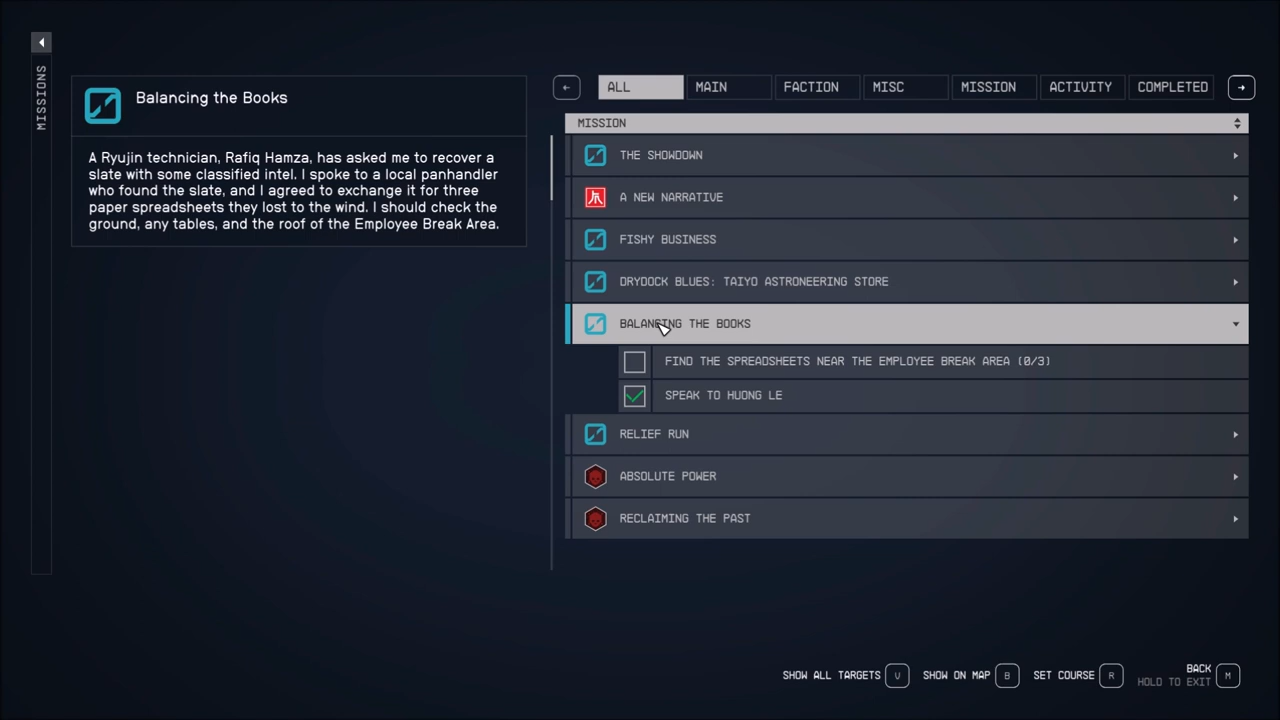 MISSIONS
Balancing the Books
A Ryujin technician, Rafiq Hamza, has asked me to recover a
slate with some classified intel. I spoke to a local panhandler
who found the slate, and I agreed to exchange it for three
paper spreadsheets they lost to the wind. I should check the
ground, any tables, and the roof of the Employee Break Area.
ALL MAIN FACTION MISC MISSION ACTIVITY COMPLETED
MISSION
THE SHOWDOWN
A NEW NARRATIVE
FISHY BUSINESS
DRYDOCK BLUES: TAIYO ASTRONEERING STORE
BALANCING THE BOOKS
FIND THE SPREADSHEETS NEAR THE EMPLOYEE BREAK AREA (0/3)
SPEAK TO HUONG LE
RELIEF RUN
ABSOLUTE POWER
RECLAIMING THE PAST
SHOW ALL TARGETS V SHOW ON MAP B SET COURSE R BACK M
HOLD TO EXIT